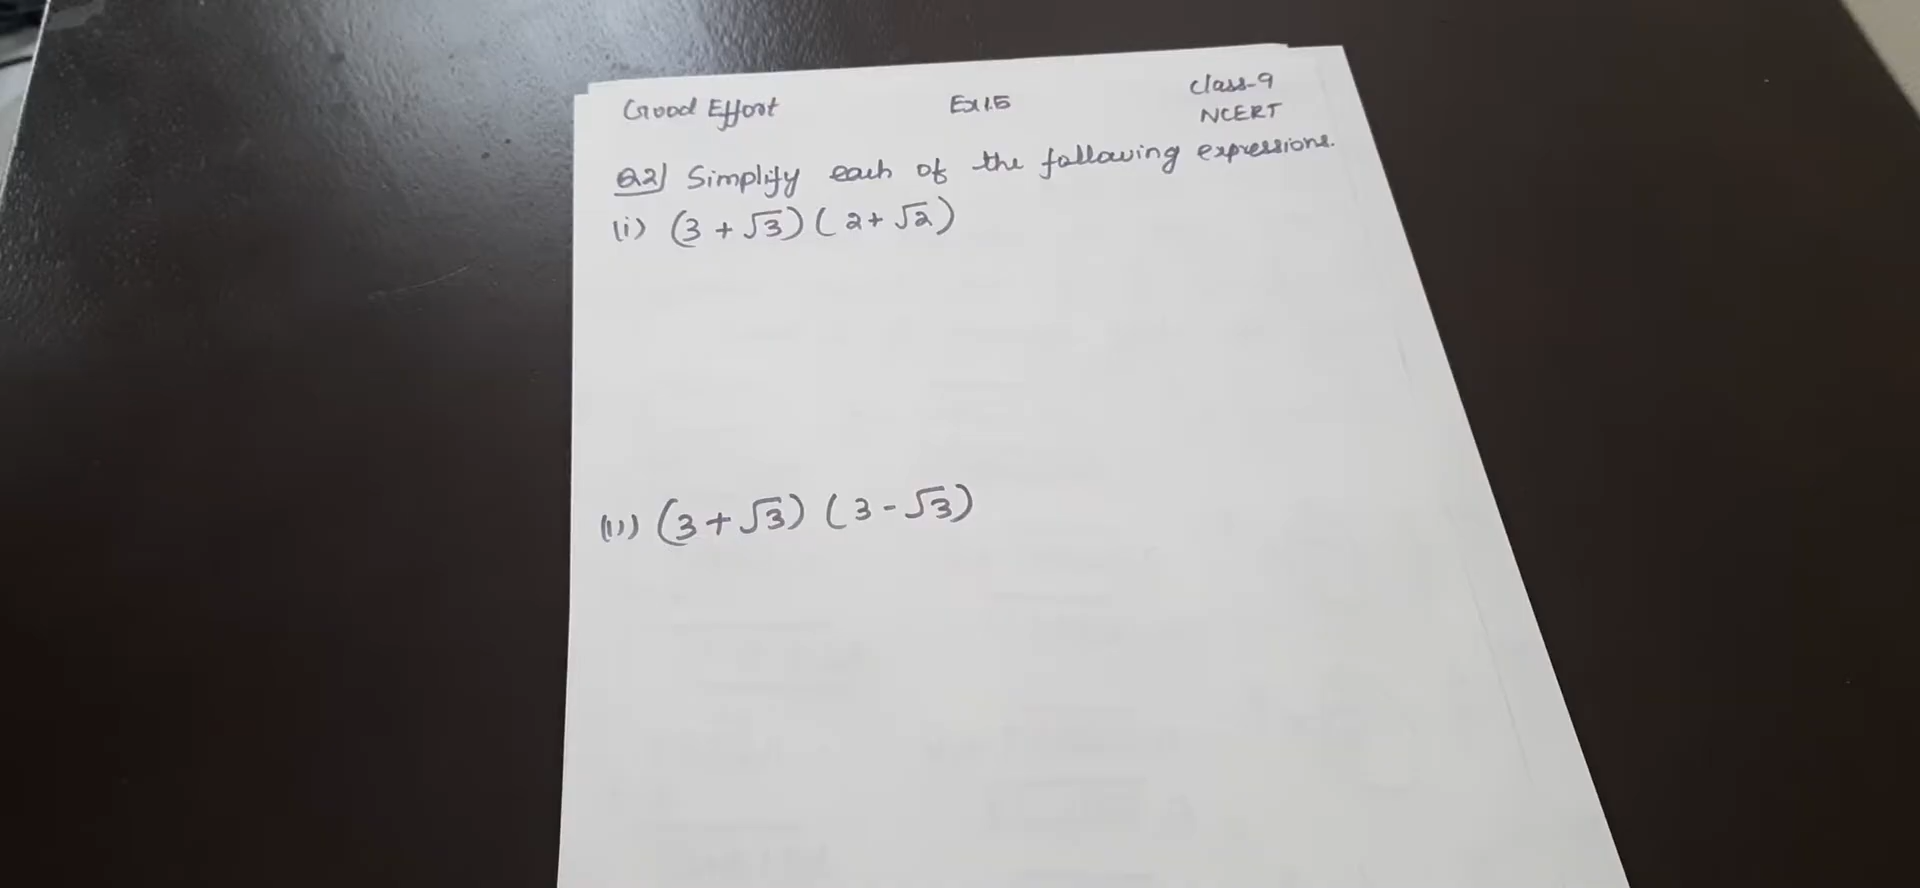 Good Effort Ex1.5 Class-9
NCERT
Q2) Simplify each of the following expressions.
(i) (3 + √3) ( 2 + √2)
(ii) (3 + √3) ( 3 - √3)